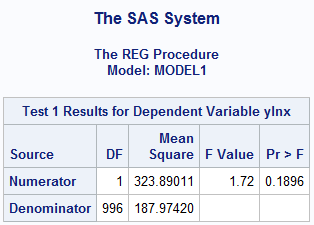 The SAS System
The REG Procedure
Model: MODEL1
Test 1 Results for Dependent Variable ylnx
Source DF Mean Square F Value Pr > F
Numerator 1 323.89011 1.72 0.1896
Denominator 996 187.97420